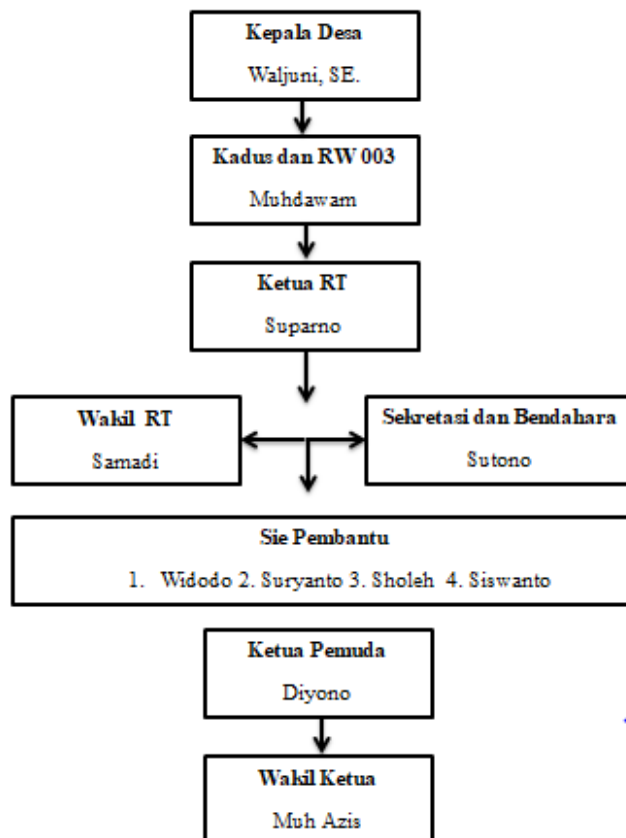 Kepala Desa
Waljuni, SE.
Kadus dan RW 003
Muhdawam
Ketua RT
Suparno
Wakil RT
Samadi
Sekretasi dan Bendahara
Sutono
Sie Pembantu
1. Widodo 2. Suryanto 3. Sholeh 4. Siswanto
Ketua Pemuda
Diyono
Wakil Ketua
Muh Azis